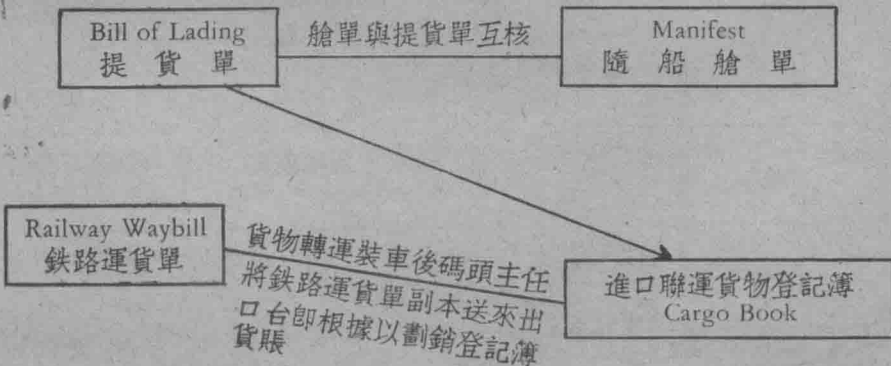 Bill of Lading
提貨單
艙單與提貨單互核
Manifest
隨船艙單
Railway Waybill
鉄路運貨單
貨物轉運裝車後碼頭主任
將鉄路運貨單副本送來出
口台卽根據以劃銷登記簿
貨賬
進口聯運貨物登記簿
Cargo Book